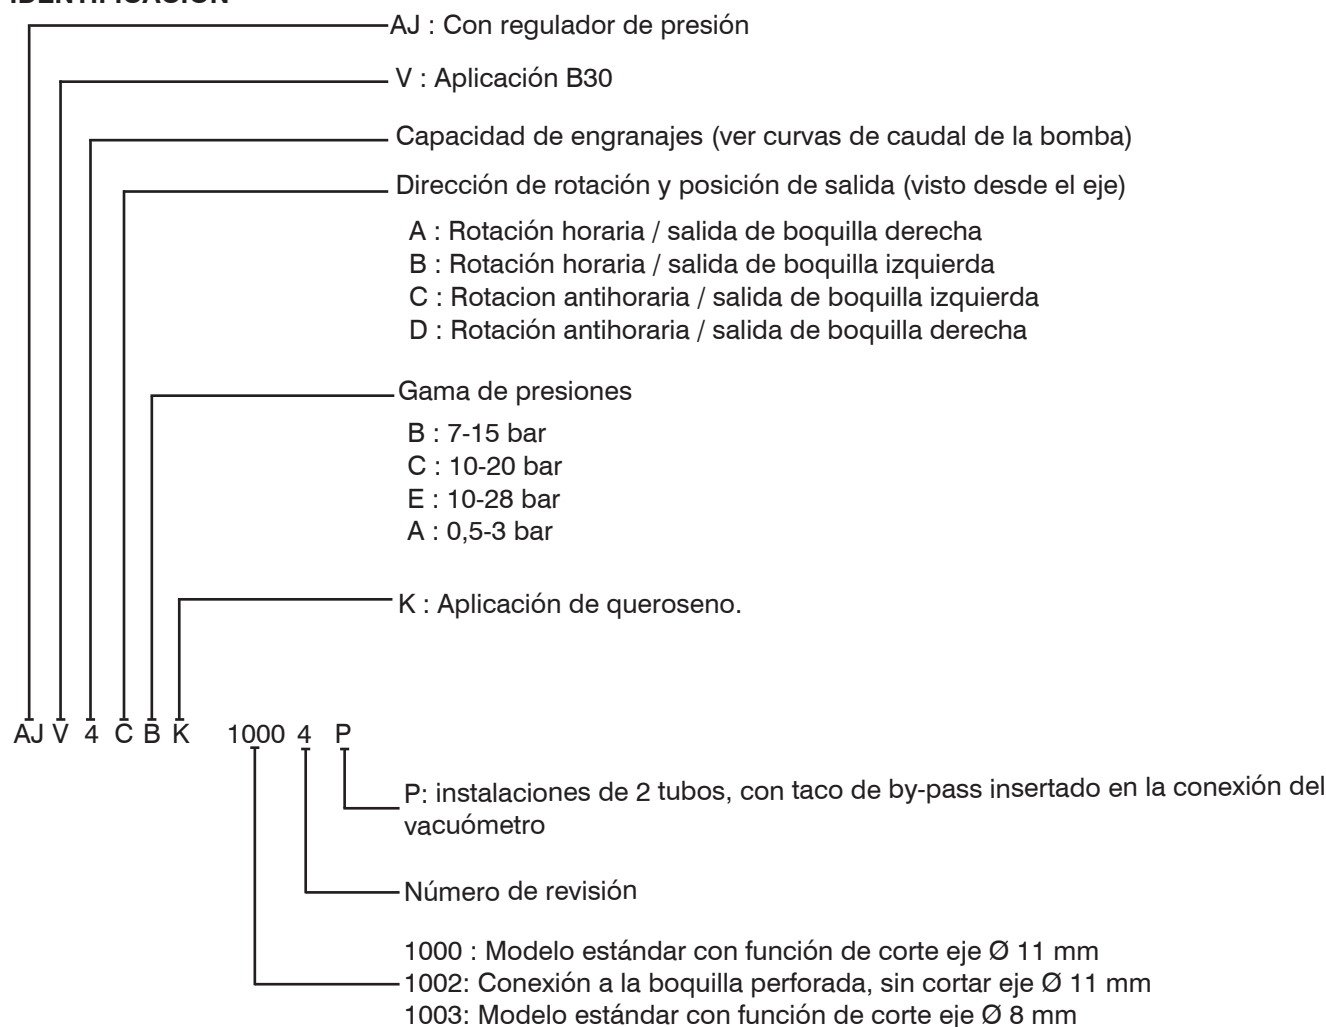 IDENTIFICACIÓN
AJ : Con regulador de presión
V : Aplicación B30
Capacidad de engranajes (ver curvas de caudal de la bomba)
Dirección de rotación y posición de salida (visto desde el eje)
A : Rotación horaria / salida de boquilla derecha
B : Rotación horaria / salida de boquilla izquierda
C : Rotacion antihoraria / salida de boquilla izquierda
D : Rotación antihoraria / salida de boquilla derecha
Gama de presiones
B : 7-15 bar
C : 10-20 bar
E : 10-28 bar
A : 0,5-3 bar
K : Aplicación de queroseno.
AJ V 4 C B K 1000 4 P
P: instalaciones de 2 tubos, con taco de by-pass insertado en la conexión del
vacuómetro
Número de revisión
1000 : Modelo estándar con función de corte eje Ø 11 mm
1002: Conexión a la boquilla perforada, sin cortar eje Ø 11 mm
1003: Modelo estándar con función de corte eje Ø 8 mm